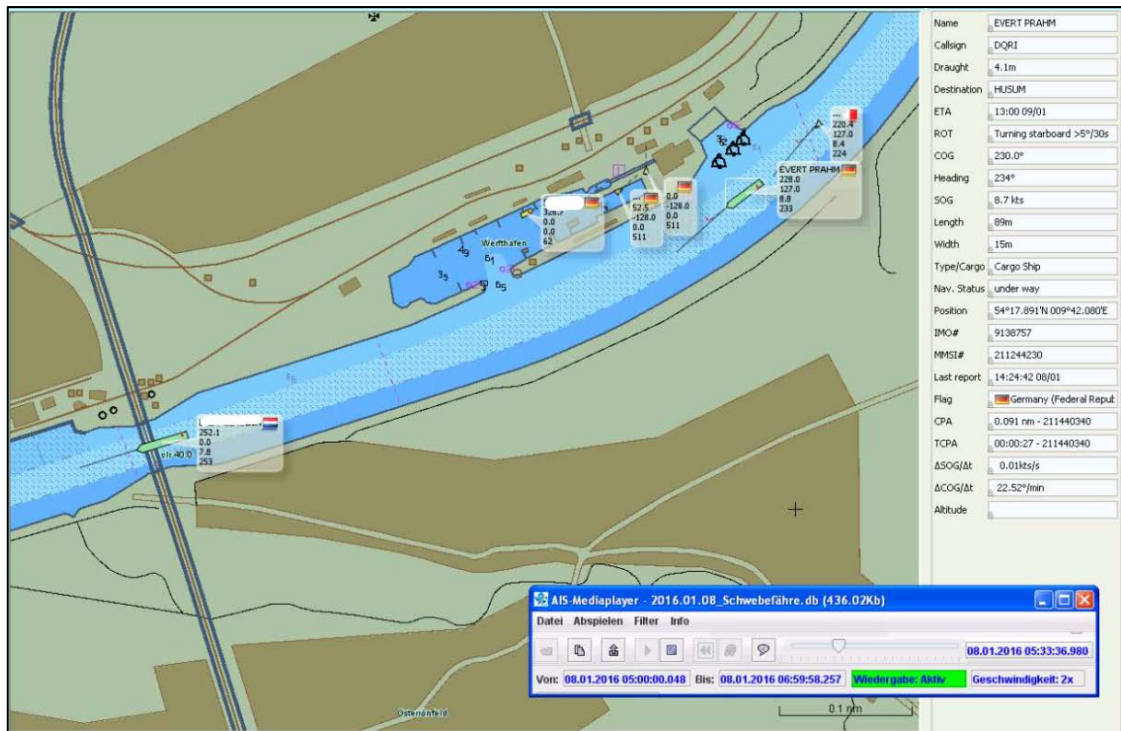 Name EVERT PRAHM
Callsign DQRI
Draught 4.1m
Destination HUSUM
ETA 13:00 09/01
ROT Turning starboard >5°/30s
COG 230.0°
Heading 234°
SOG 8.7 kts
Length 89m
Width 15m
Type/Cargo Cargo Ship
Nav. Status under way
Position 54°17.891'N 009°42.080'E
IMO# 9138757
MMSI# 211244230
Last report 14:24:42 08/01
Flag Germany (Federal Republ
CPA 0.091 nm - 211440340
TCPA 00:00:27 - 211440340
ΔSOG/Δt 0.01kts/s
ΔCOG/Δt 22.52°/min
Altitude
---
220.4
127.0
8.4
224
EVERT PRAHM
228.0
127.0
8.8
233
0.0
-128.0
0.0
511
52.5
-128.0
0.0
511
0.0
0.0
62
Werfthafen
252.1
0.0
7.8
253
clr 40.0
Osterrönfeld
0.1 nm
AIS-Mediaplayer - 2016.01.08_Schwebefähre.db (436.02Kb)
Datei Abspielen Filter Info
08.01.2016 05:33:36.980
Von: 08.01.2016 05:00:00.048 Bis: 08.01.2016 06:59:58.257 Wiedergabe: Aktiv Geschwindigkeit: 2x